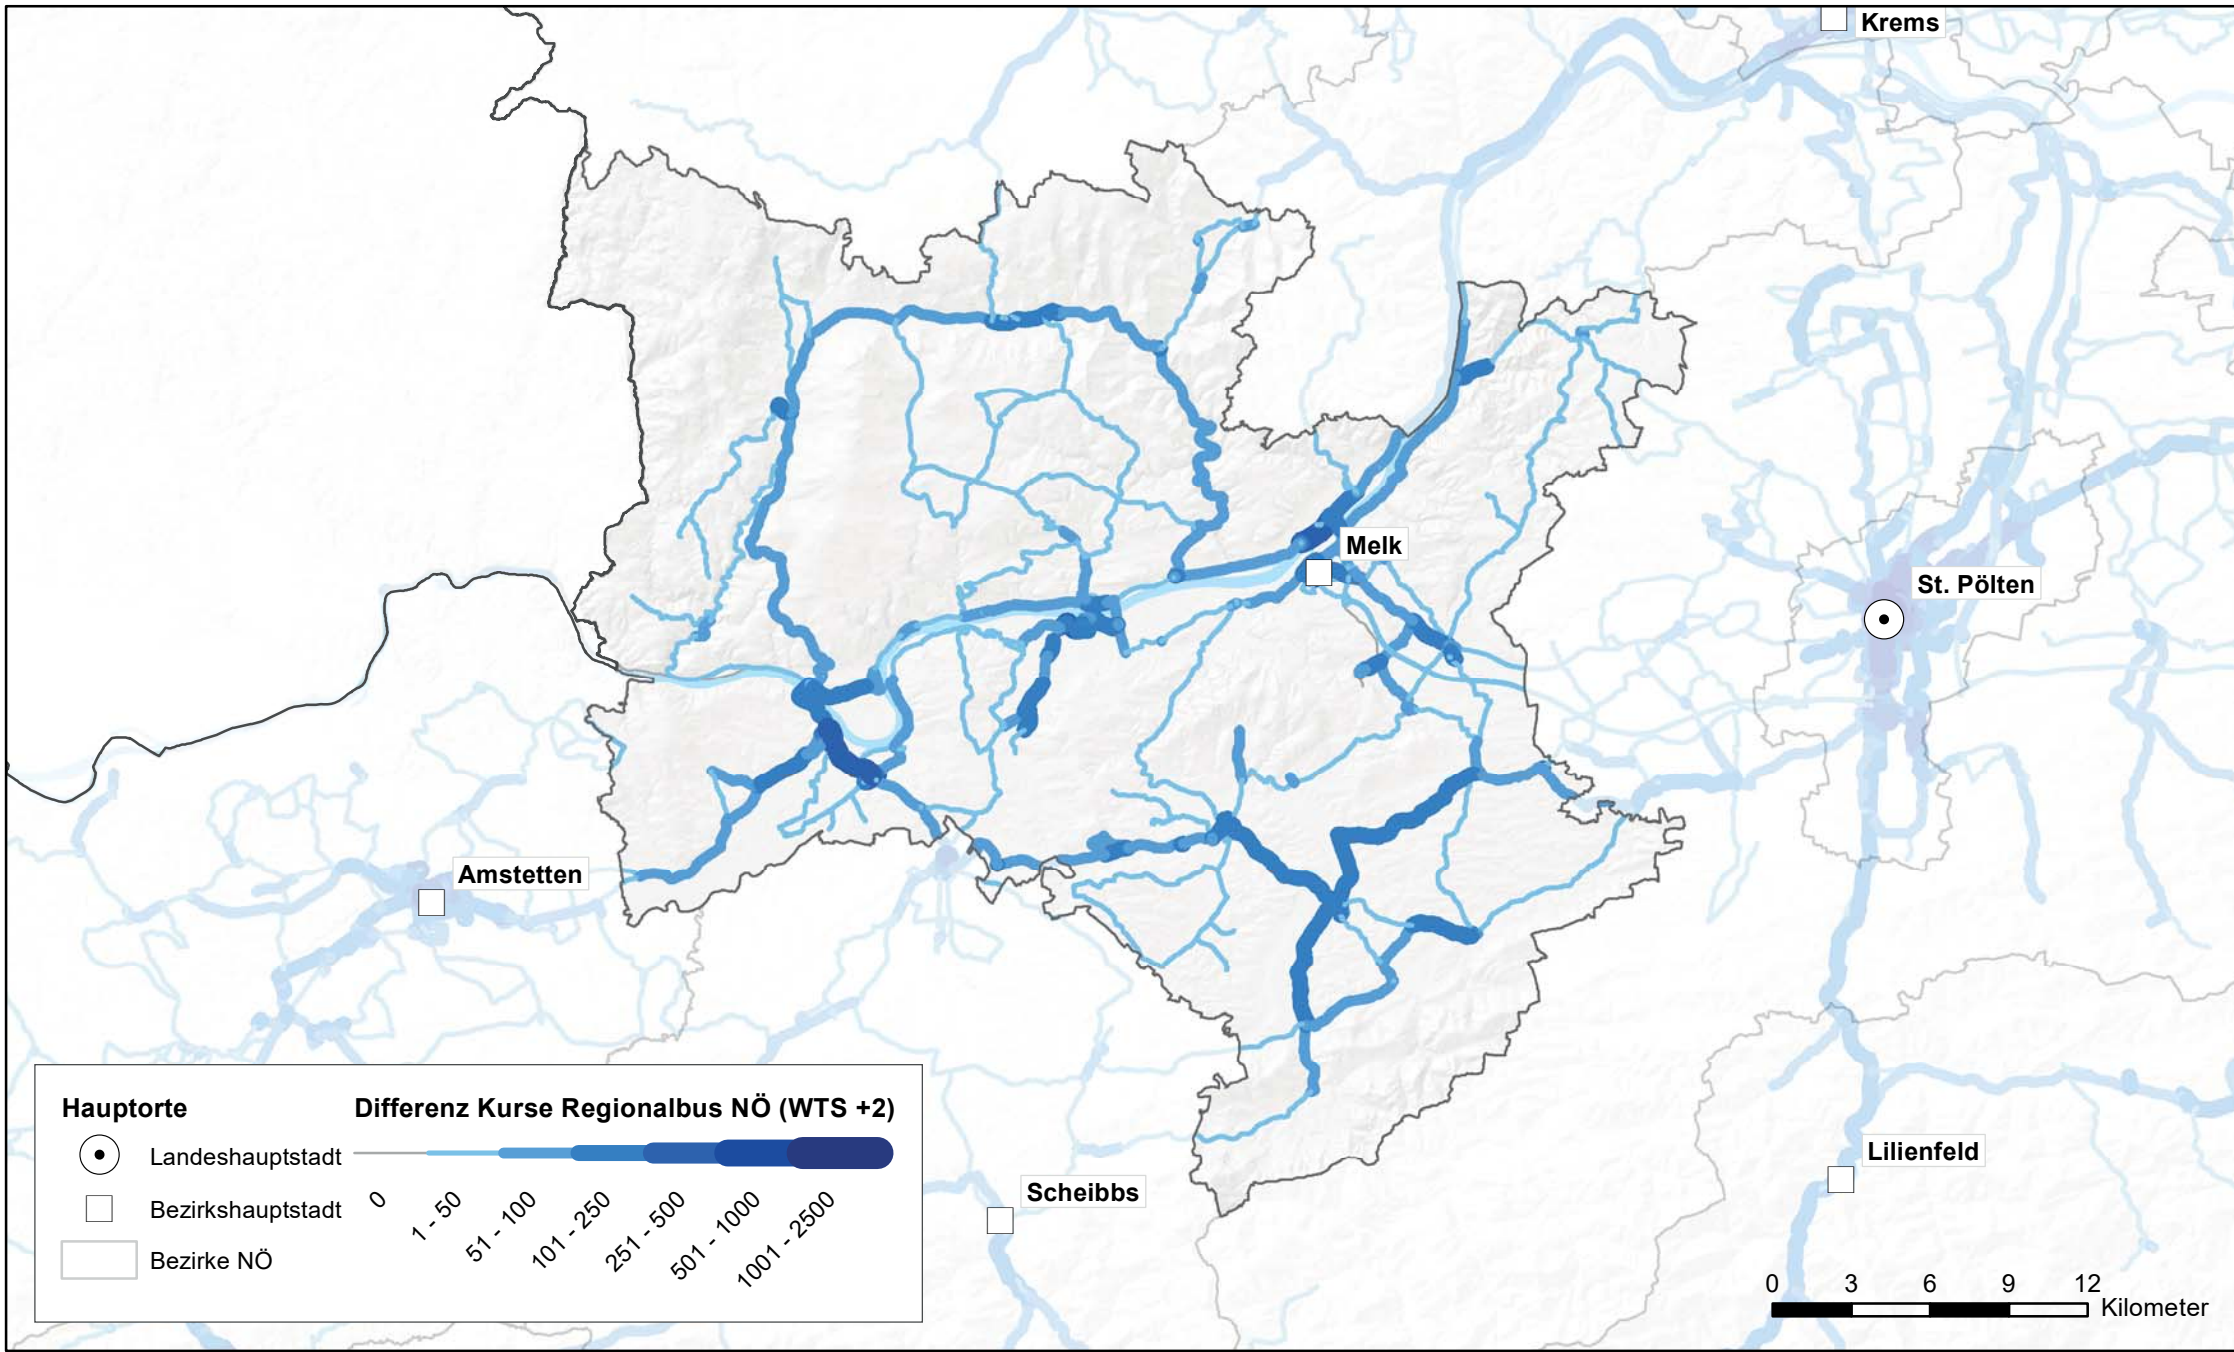 Krems
Melk
St. Pölten
Amstetten
Lilienfeld
Scheibbs
Hauptorte
Landeshauptstadt
Bezirkshauptstadt
Bezirke NÖ
Differenz Kurse Regionalbus NÖ (WTS +2)
0
1 - 50
51 - 100
101 - 250
251 - 500
501 - 1000
1001 - 2500
0 3 6 9 12
Kilometer